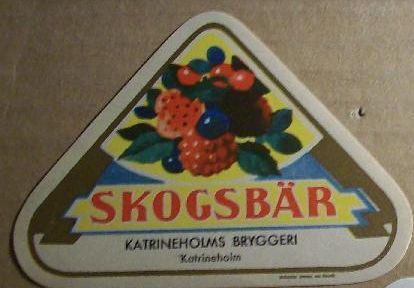 SKOGSBÄR
KATRINEHOLMS BRYGGERI
Katrineholm